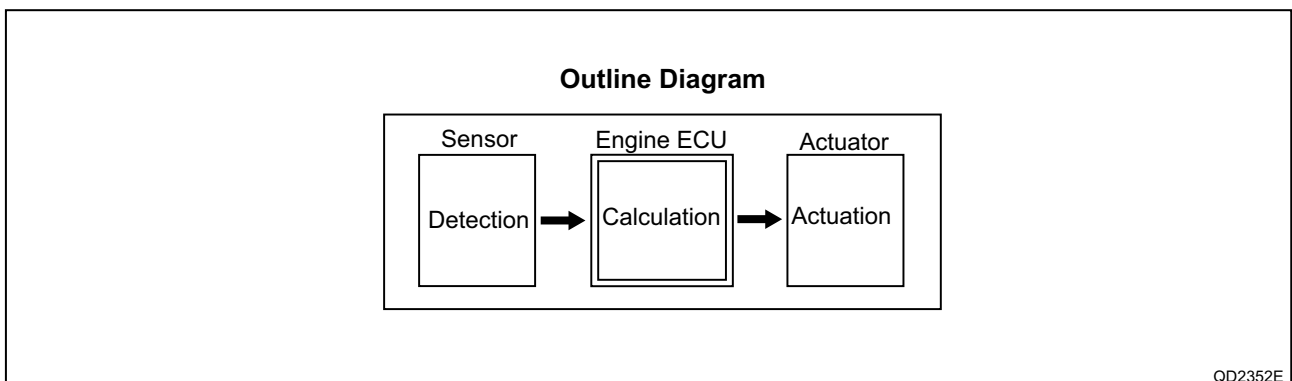 Outline Diagram
Sensor Engine ECU Actuator
Detection Calculation Actuation
QD2352E